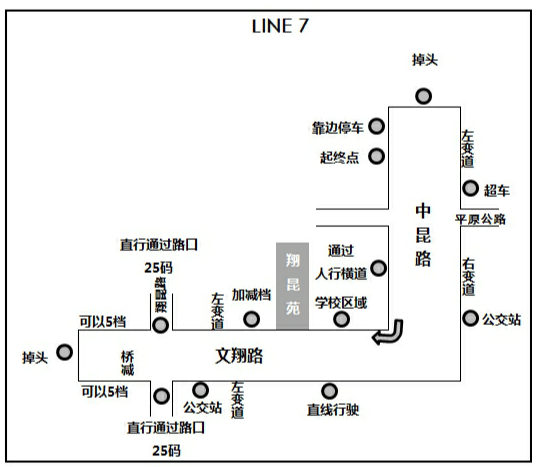 LINE 7
掉头
靠边停车
左变道
起终点
超车
中昆路
平原公路
直行通过路口
25码
翔昆苑
通过
人行横道
右变道
翔昆路
左变道
加减档
学校区域
可以5档
公交站
掉头
桥减
文翔路
可以5档
公交站
左变道
直线行驶
直行通过路口
25码